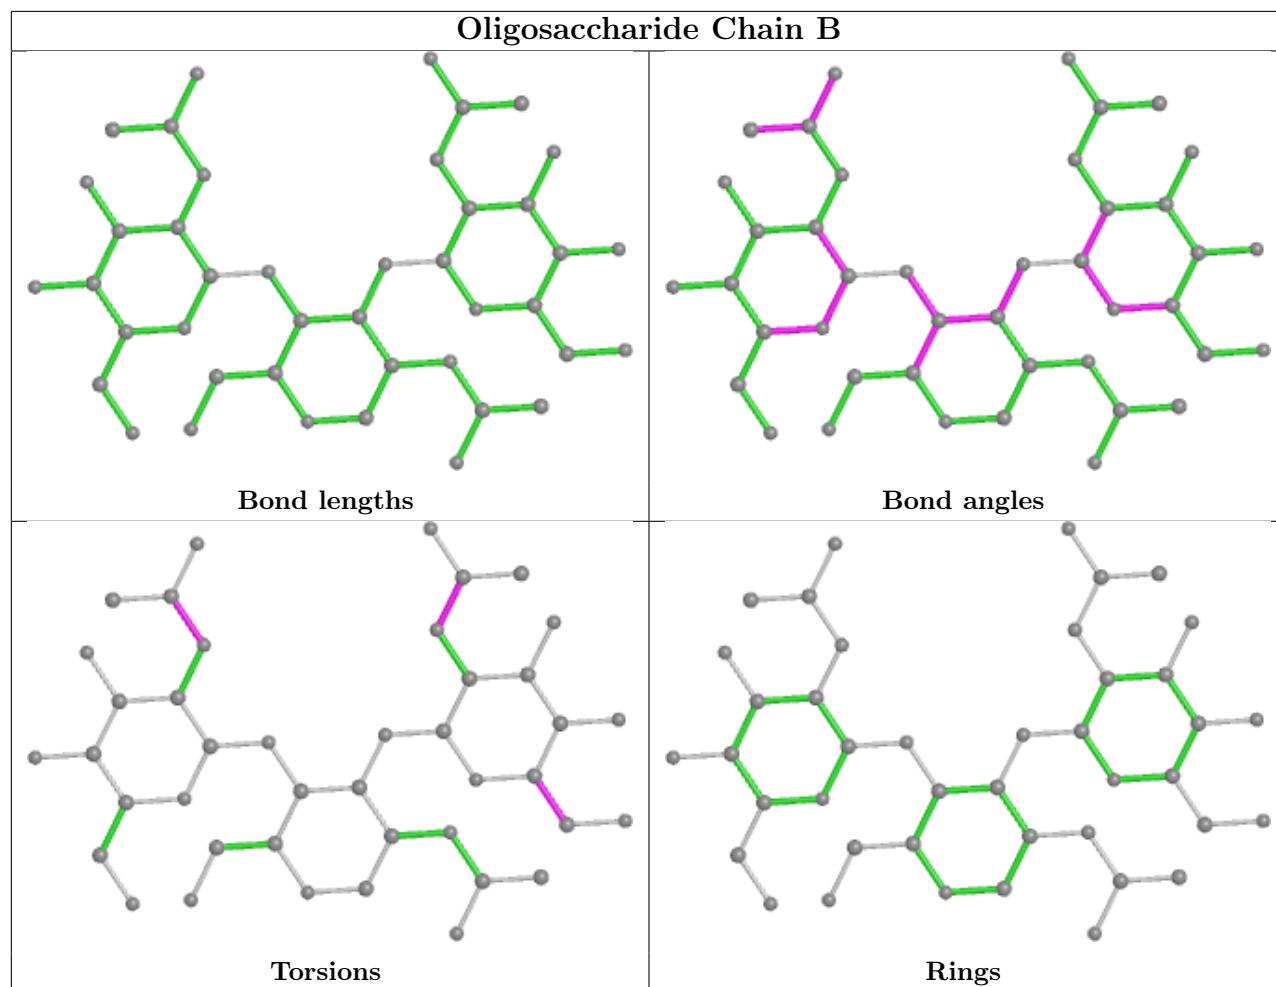 Oligosaccharide Chain B
Bond lengths
Bond angles
Torsions
Rings